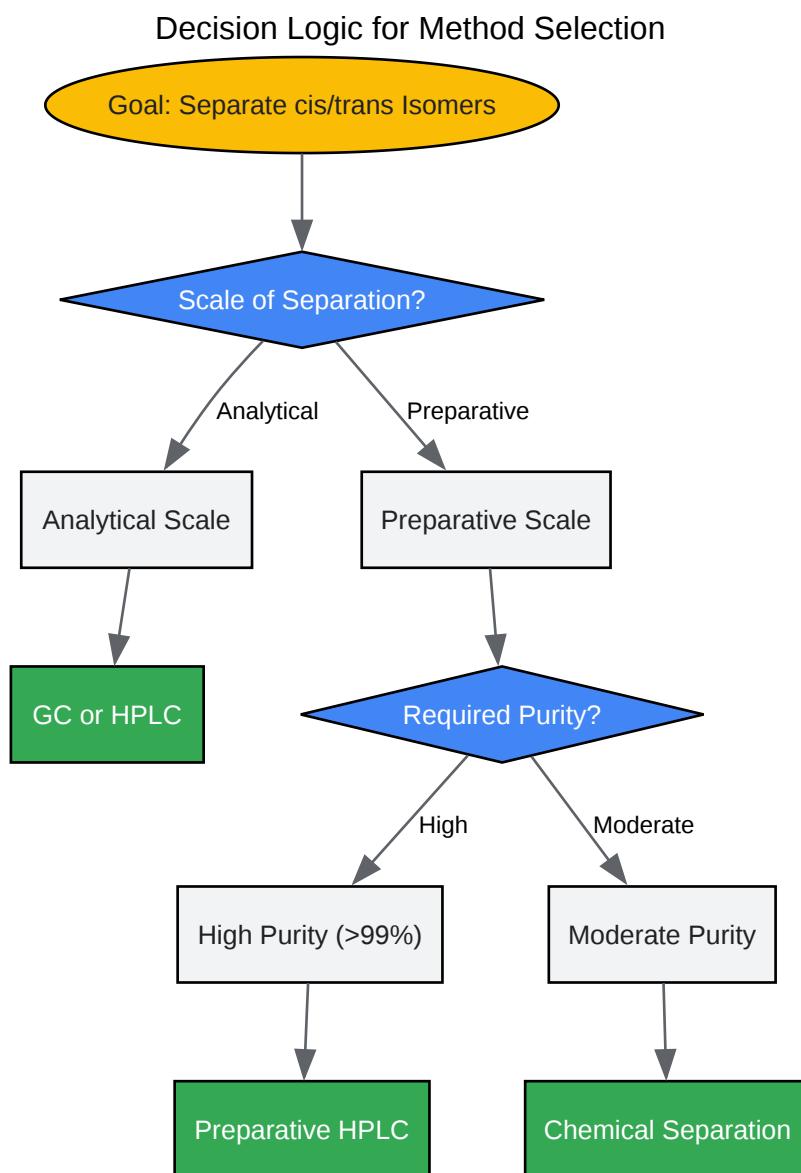 Decision Logic for Method Selection
Goal: Separate cis/trans Isomers
Scale of Separation?
Analytical
Preparative
Analytical Scale
Preparative Scale
GC or HPLC
Required Purity?
High
Moderate
High Purity (>99%)
Moderate Purity
Preparative HPLC
Chemical Separation